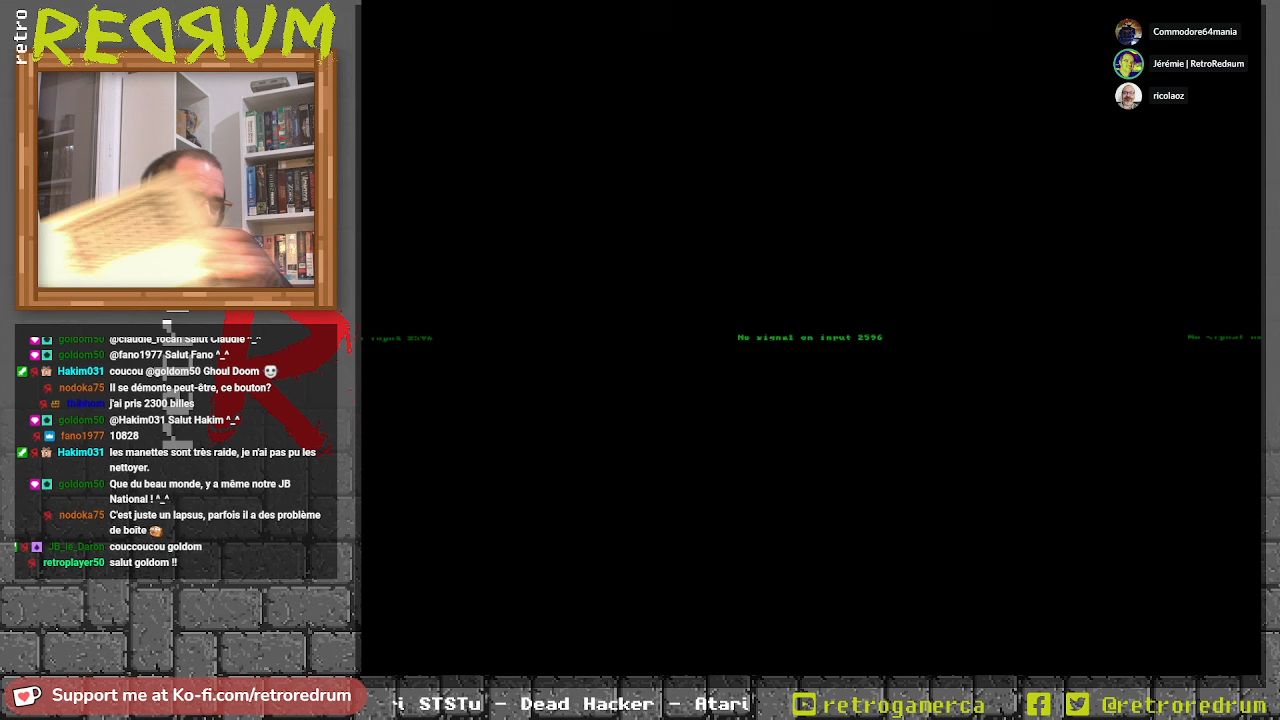 retro
REDRUM
Commodore64mania
Jérémie | RetroRedяum
ricolaoz
No signal on input 2596
goldom50 @claudie_Tocan Salut Claudie ^_^
goldom50 @fano1977 Salut Fano ^_^
Hakim031 coucou @goldom50 Ghoul Doom
nodoka75 Il se démonte peut-être, ce bouton?
j'ai pris 2300 billes
goldom50 @Hakim031 Salut Hakim ^_^
fano1977 10828
Hakim031 les manettes sont très raide, je n'ai pas pu les
nettoyer.
goldom50 Que du beau monde, y a même notre JB
National ! ^_^
nodoka75 C'est juste un lapsus, parfois il a des problème
de boîte
JB_le_Daron couccoucou goldom
retroplayer50 salut goldom !!
Support me at Ko-fi.com/retroredrum
ri STSTu - Dead Hacker - Atari
retrogamerca
@retroredrum